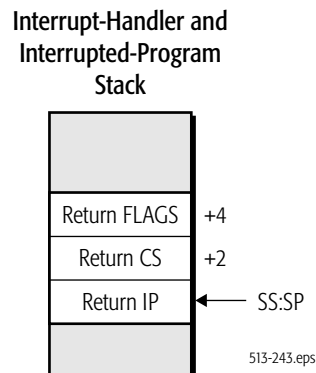 Interrupt-Handler and
Interrupted-Program
Stack
Return FLAGS +4
Return CS +2
Return IP SS:SP
513-243.eps